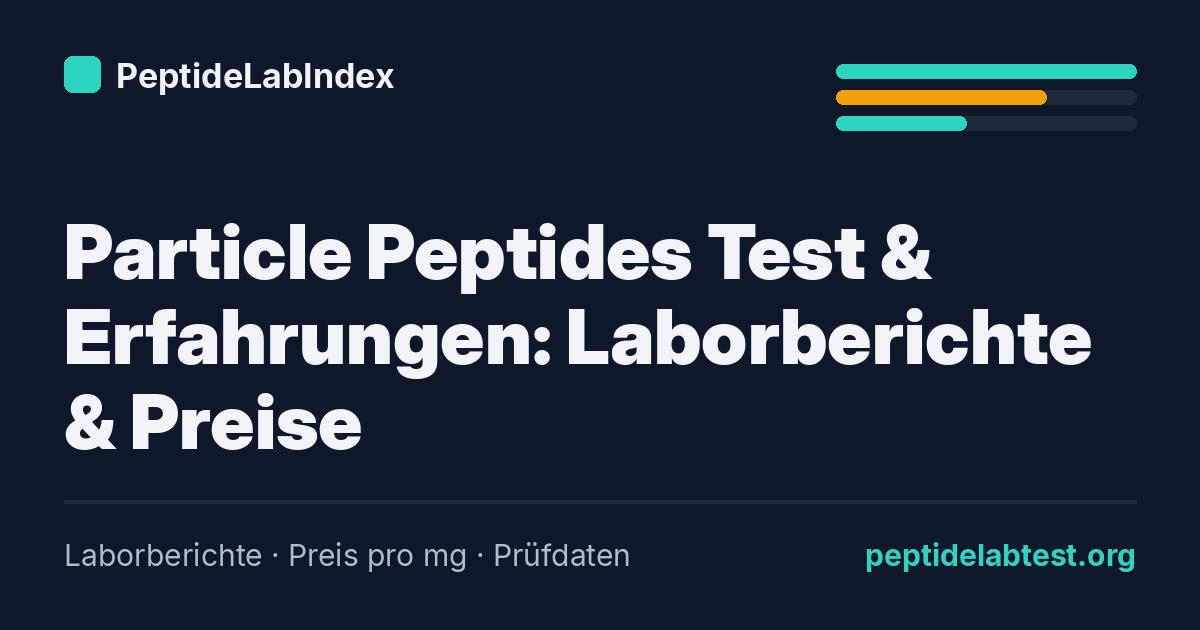 PeptideLabIndex
Particle Peptides Test &
Erfahrungen: Laborberichte
& Preise
Laborberichte · Preis pro mg · Prüfdaten
peptidelabtest.org